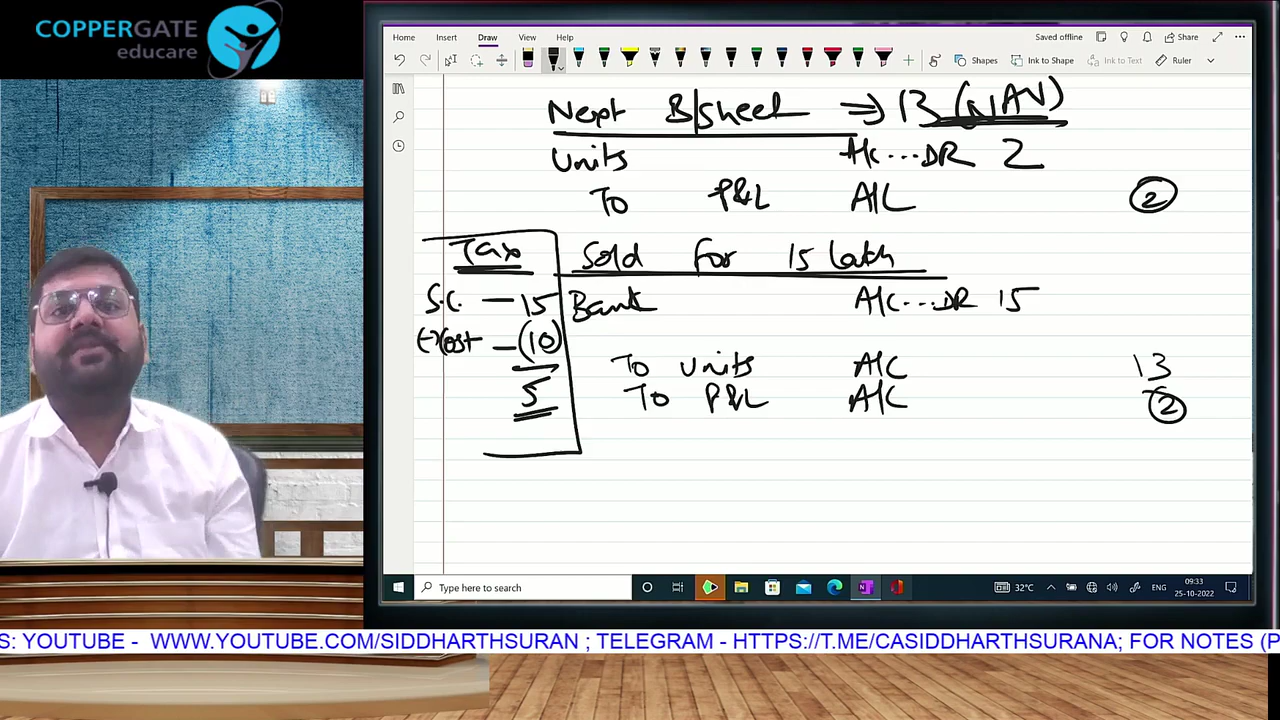 COPPERGATE
educare
Home Insert Draw View Help
Saved offline
Share
Shapes
Ink to Shape
Ink to Text
Ruler
Next B/sheet ⇒ 13 (NAV)
Units A/c ...DR 2
To P&L A/C 2
Tax
S.C. — 15
(-) Cost — (10)
5
Sold for 15 lakh
Bank A/C ...DR 15
To Units A/C 13
To P&L A/C 2
Type here to search
32°C
ENG
09:33
25-10-2022
S: YOUTUBE - WWW.YOUTUBE.COM/SIDDHARTHSURAN ; TELEGRAM - HTTPS://T.ME/CASIDDHARTHSURANA; FOR NOTES (P